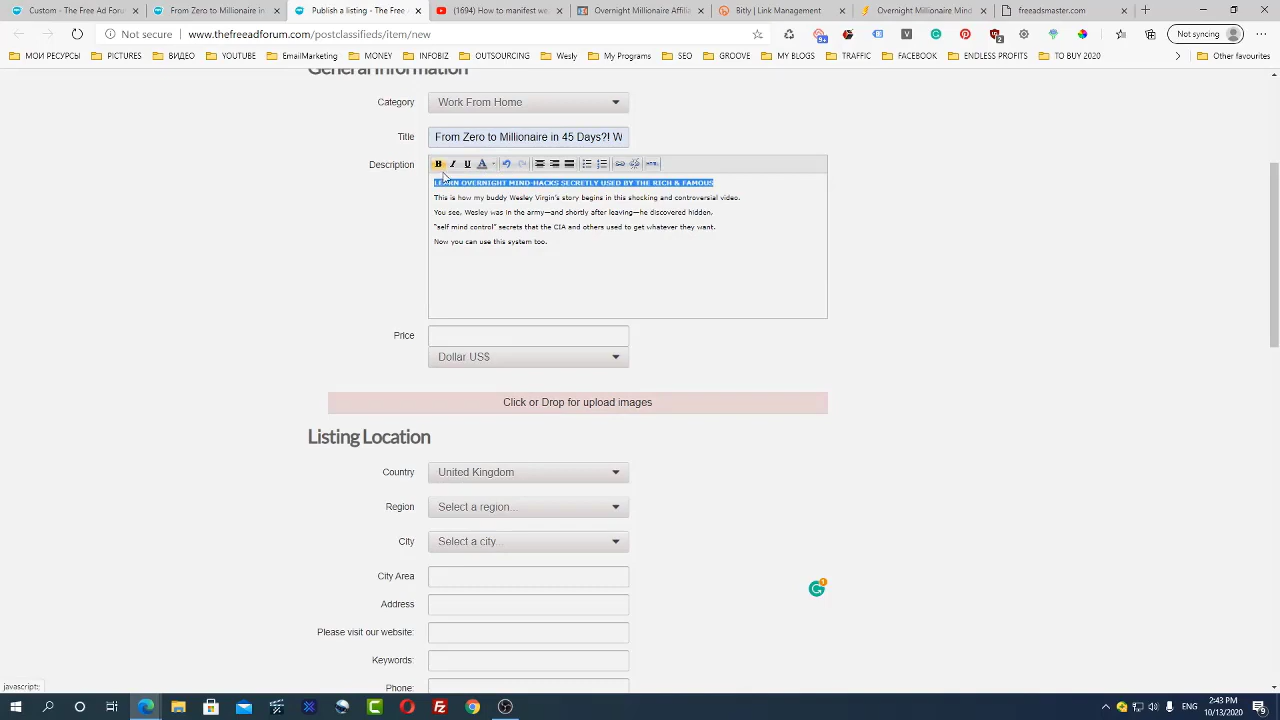 Custom - The Free Ad Forum
From Zero to Millionaire in
Publish a listing - The Free
(1694) How to manifest we
Overnight Millionaire Affilia
Bitly | Link Management
Overnight Millionaire Mind
freeadsmaster.com
Not secure
www.thefreeadforum.com/postclassifieds/item/new
Not syncing
МОИ РЕСУРСЫ
PICTURES
ВИДЕО
YOUTUBE
EmailMarketing
MONEY
INFOBIZ
OUTSOURCING
Wesly
My Programs
SEO
GROOVE
MY BLOGS
TRAFFIC
FACEBOOK
ENDLESS PROFITS
TO BUY 2020
Other favourites
General Information
Category
Work From Home
Title
From Zero to Millionaire in 45 Days?! W
Description
B I U A
HTML
LEARN OVERNIGHT MIND-HACKS SECRETLY USED BY THE RICH & FAMOUS
This is how my buddy Wesley Virgin's story begins in this shocking and controversial video.
You see, Wesley was in the army—and shortly after leaving—he discovered hidden,
"self mind control" secrets that the CIA and others used to get whatever they want.
Now you can use this system too.
Price
Dollar US$
Click or Drop for upload images
Listing Location
Country
United Kingdom
Region
Select a region...
City
Select a city...
City Area
Address
Please visit our website:
Keywords:
Phone:
javascript:;
ENG
2:43 PM
10/13/2020